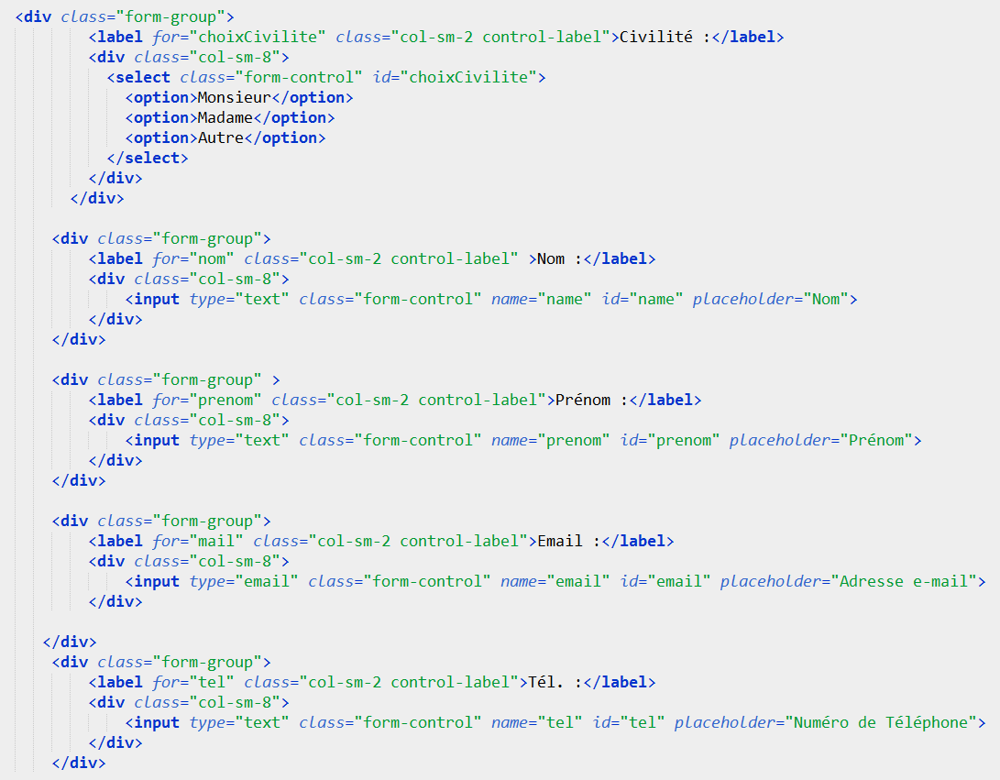 <div class="form-group">
<label for="choixCivilite" class="col-sm-2 control-label">Civilité :</label>
<div class="col-sm-8">
<select class="form-control" id="choixCivilite">
<option>Monsieur</option>
<option>Madame</option>
<option>Autre</option>
</select>
</div>
</div>
<div class="form-group">
<label for="nom" class="col-sm-2 control-label" >Nom :</label>
<div class="col-sm-8">
<input type="text" class="form-control" name="name" id="name" placeholder="Nom">
</div>
</div>
<div class="form-group" >
<label for="prenom" class="col-sm-2 control-label">Prénom :</label>
<div class="col-sm-8">
<input type="text" class="form-control" name="prenom" id="prenom" placeholder="Prénom">
</div>
</div>
<div class="form-group">
<label for="mail" class="col-sm-2 control-label">Email :</label>
<div class="col-sm-8">
<input type="email" class="form-control" name="email" id="email" placeholder="Adresse e-mail">
</div>
</div>
<div class="form-group">
<label for="tel" class="col-sm-2 control-label">Tél. :</label>
<div class="col-sm-8">
<input type="text" class="form-control" name="tel" id="tel" placeholder="Numéro de Téléphone">
</div>
</div>